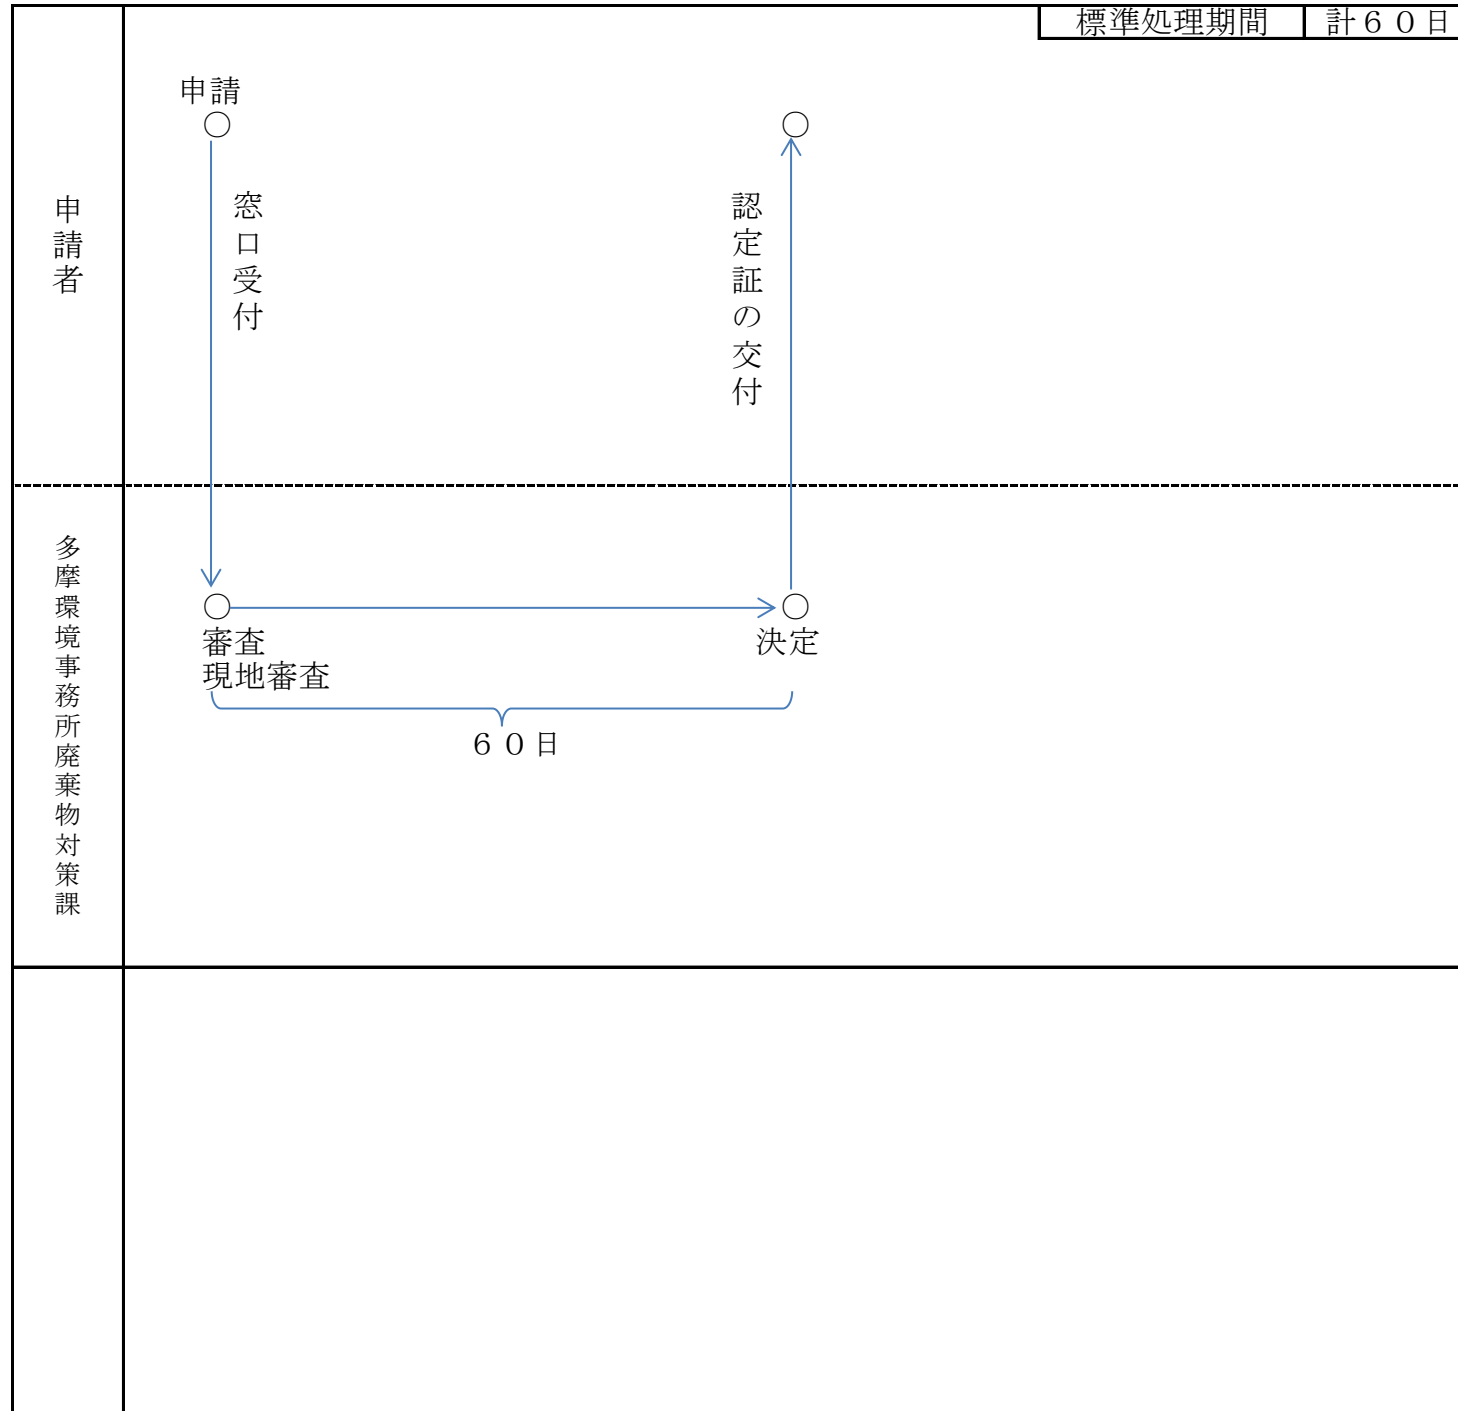 標準処理期間 計６０日
申請
申請者
窓口受付
認定証の交付
多摩環境事務所廃棄物対策課
審査
現地審査
決定
６０日